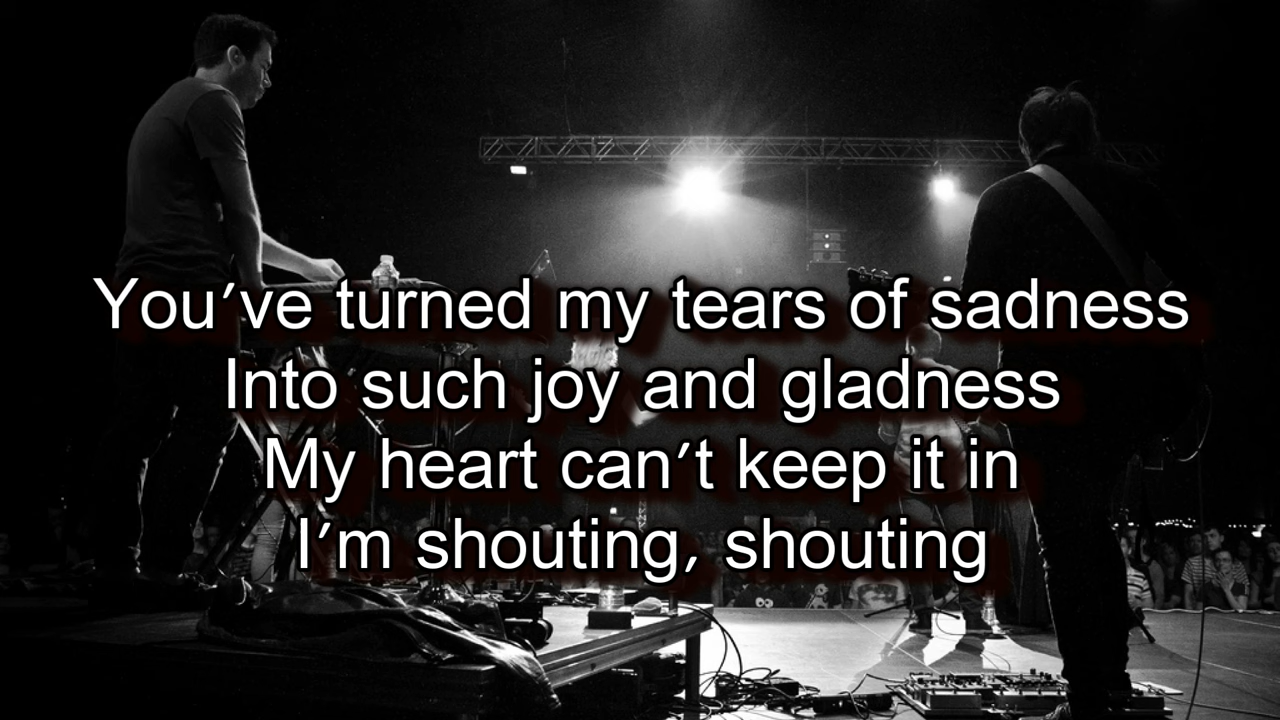 You've turned my tears of sadness
Into such joy and gladness
My heart can't keep it in
I'm shouting, shouting